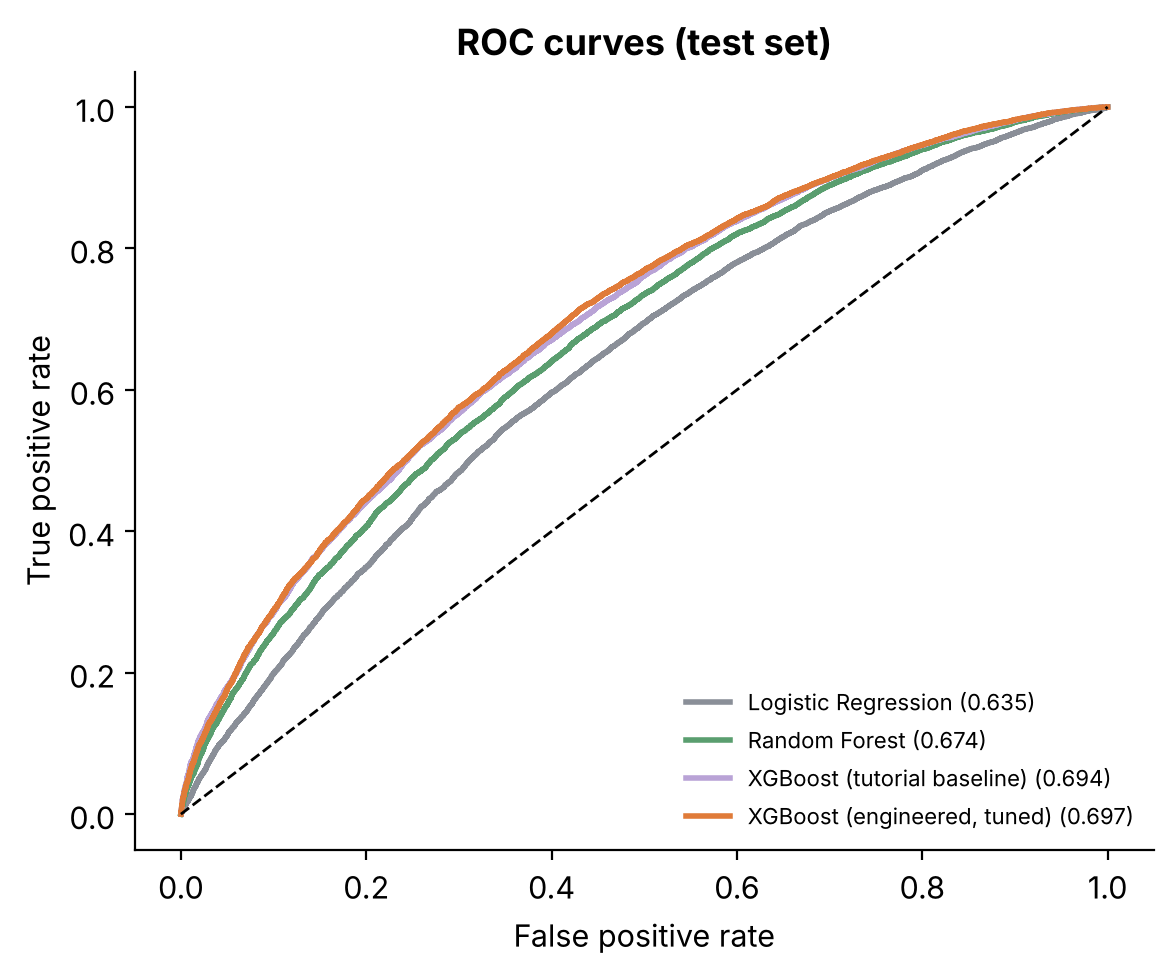 ROC curves (test set)
1.0
0.8
0.6
0.4
0.2
0.0
True positive rate
Logistic Regression (0.635)
Random Forest (0.674)
XGBoost (tutorial baseline) (0.694)
XGBoost (engineered, tuned) (0.697)
0.0 0.2 0.4 0.6 0.8 1.0
False positive rate